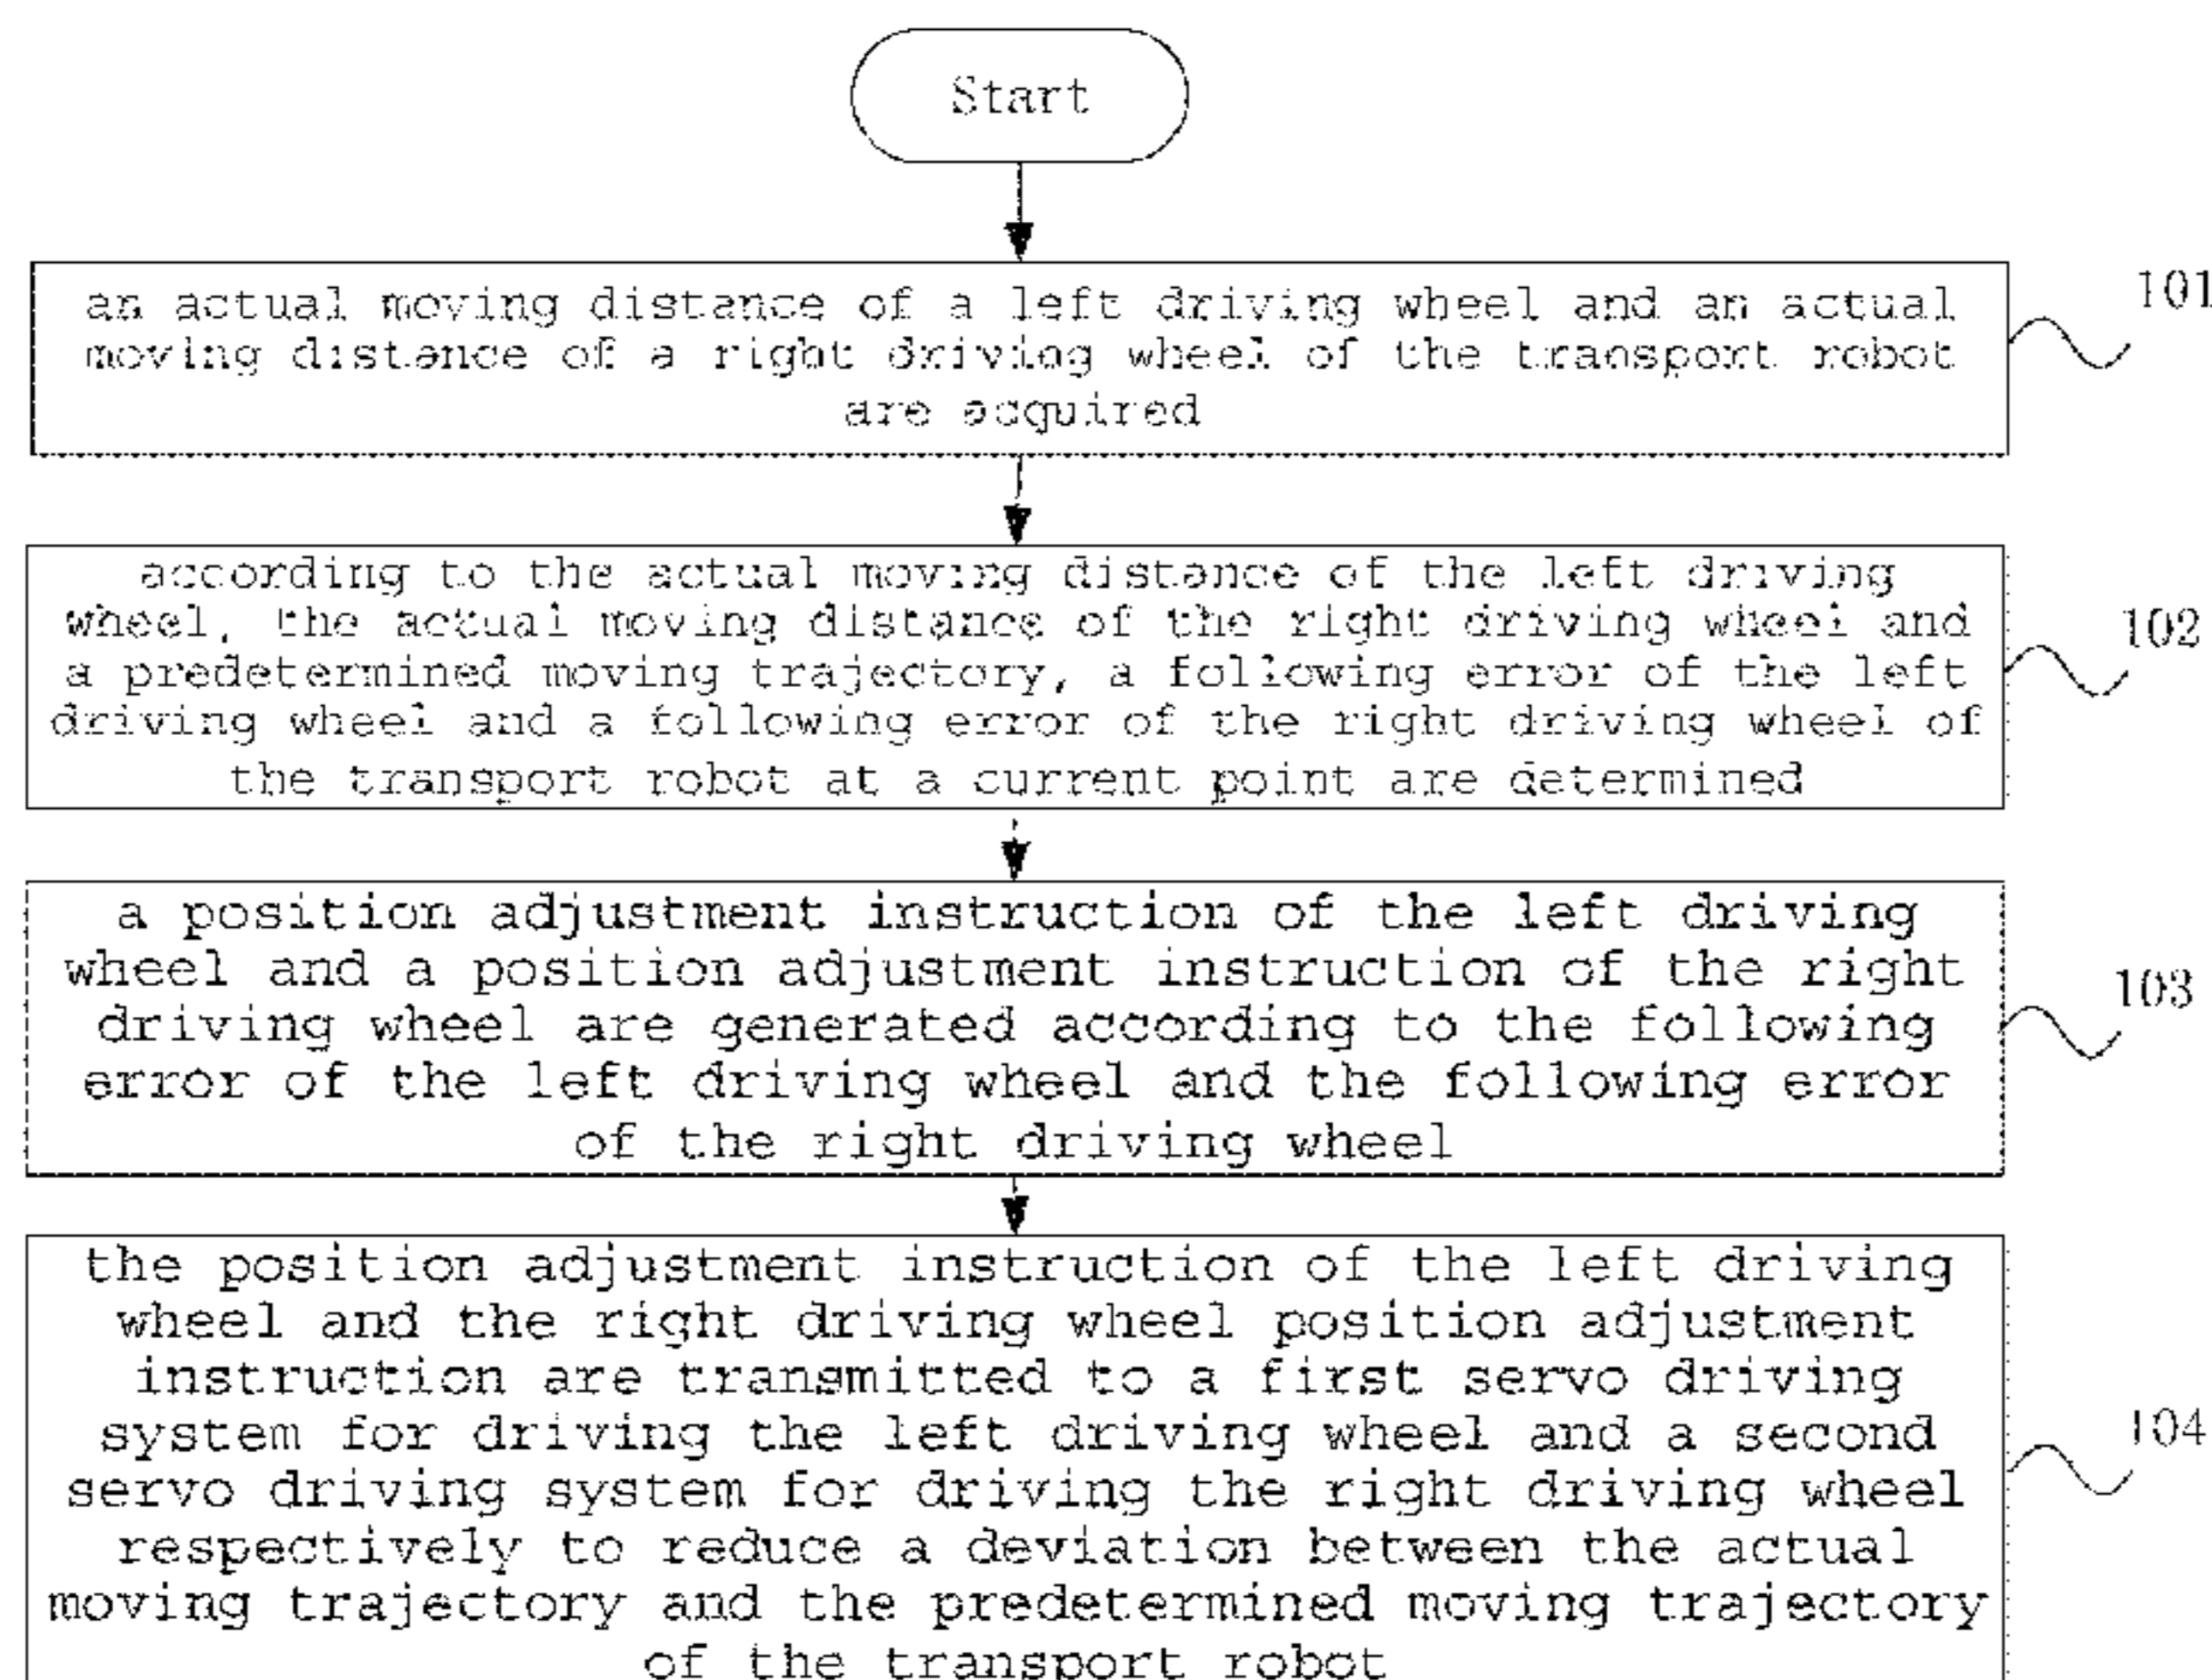 Start
an actual moving distance of a left driving wheel and an actual
moving distance of a right driving wheel of the transport robot
are acquired
101
according to the actual moving distance of the left driving
wheel, the actual moving distance of the right driving wheel and
a predetermined moving trajectory, a following error of the left
driving wheel and a following error of the right driving wheel of
the transport robot at a current point are determined
102
a position adjustment instruction of the left driving
wheel and a position adjustment instruction of the right
driving wheel are generated according to the following
error of the left driving wheel and the following error
of the right driving wheel
103
the position adjustment instruction of the left driving
wheel and the right driving wheel position adjustment
instruction are transmitted to a first servo driving
system for driving the left driving wheel and a second
servo driving system for driving the right driving wheel
respectively to reduce a deviation between the actual
moving trajectory and the predetermined moving trajectory
of the transport robot
104